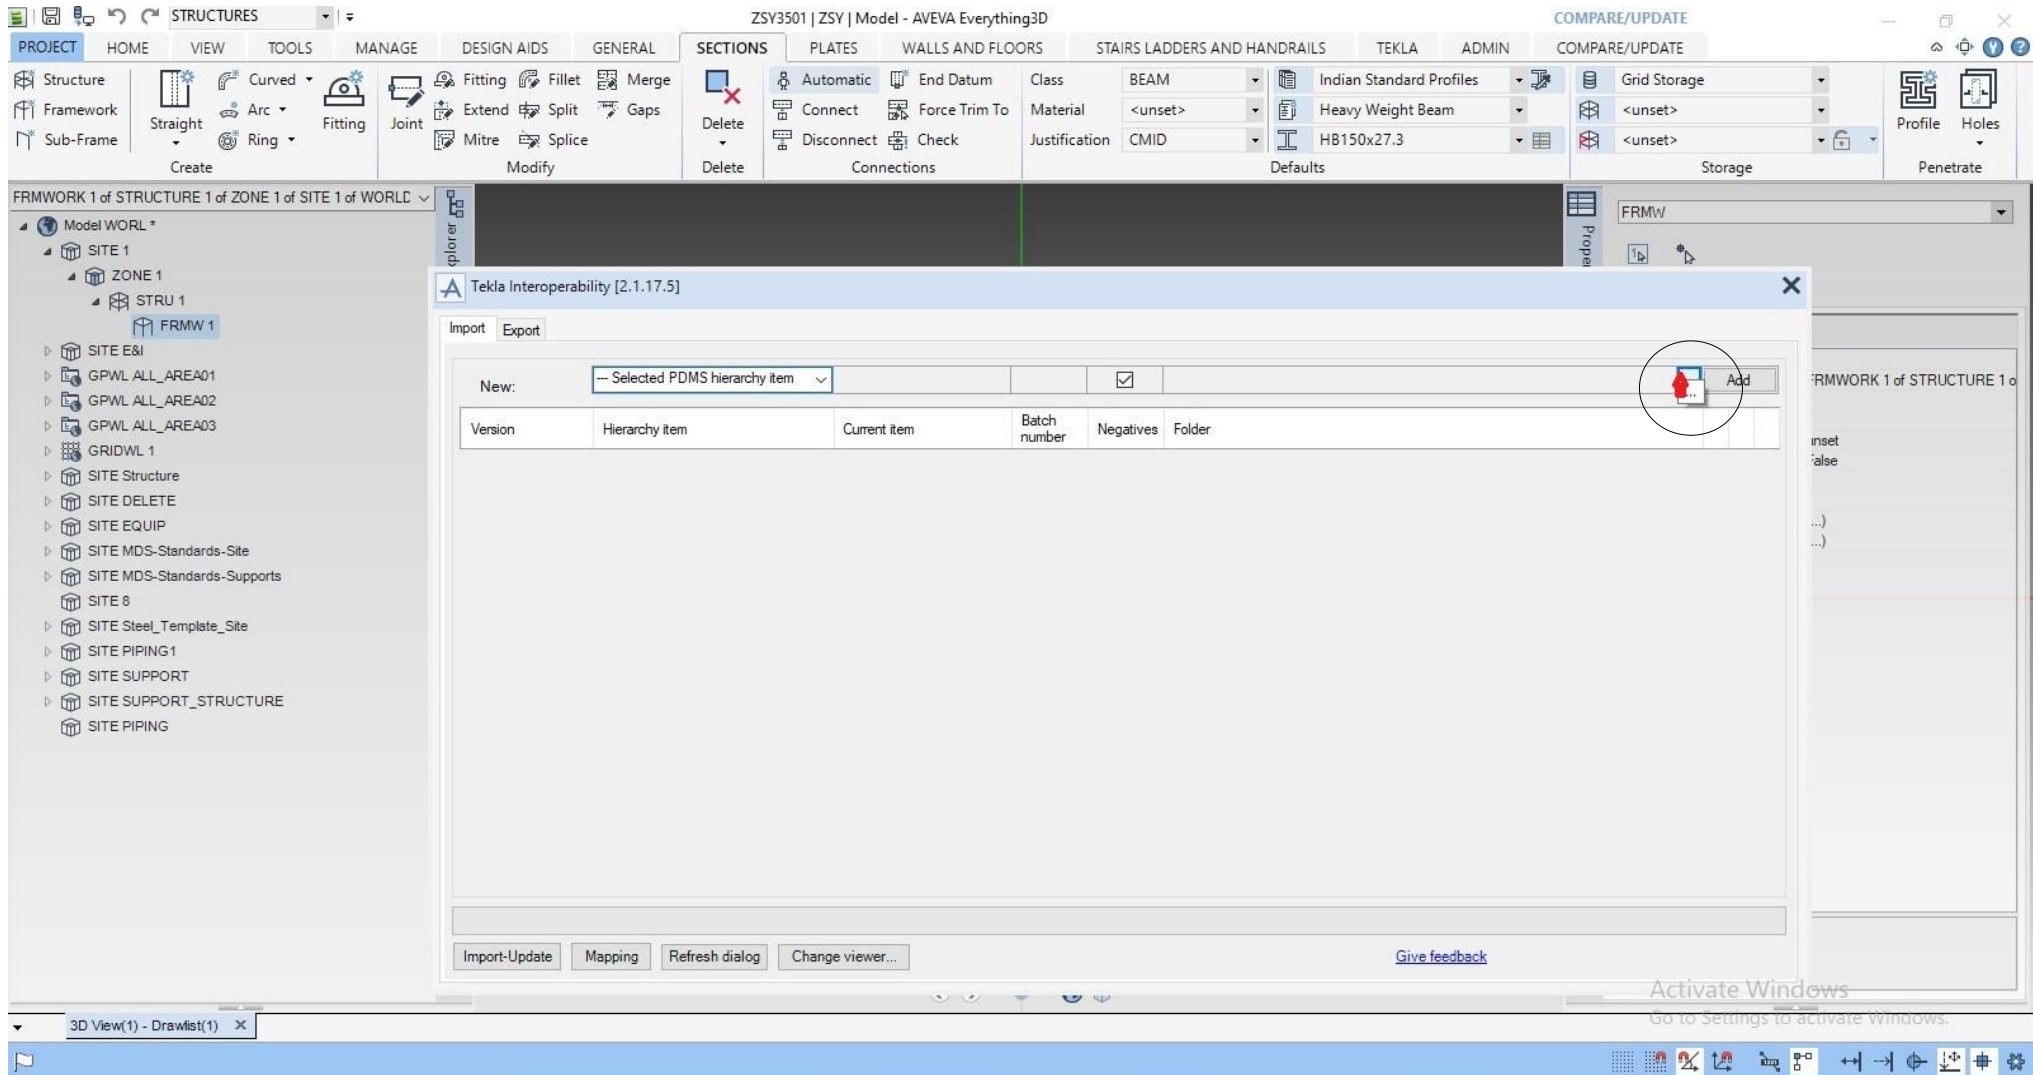 STRUCTURES
ZSY3501 | ZSY | Model - AVEVA Everything3D
COMPARE/UPDATE
PROJECT HOME VIEW TOOLS MANAGE DESIGN AIDS GENERAL SECTIONS PLATES WALLS AND FLOORS STAIRS LADDERS AND HANDRAILS TEKLA ADMIN COMPARE/UPDATE
Structure Curved Fitting Fillet Merge Automatic End Datum Class BEAM Indian Standard Profiles Grid Storage
Framework Arc Extend Split Gaps Connect Force Trim To Material <unset> Heavy Weight Beam <unset>
Straight Fitting Joint Delete Profile Holes
Sub-Frame Ring Mitre Splice Disconnect Check Justification CMID HB150x27.3 <unset>
Create Modify Delete Connections Defaults Storage Penetrate
FRMWORK 1 of STRUCTURE 1 of ZONE 1 of SITE 1 of WORLD
Model WORL *
SITE 1
ZONE 1
STRU 1
FRMW 1
SITE E&I
GPWL ALL_AREA01
GPWL ALL_AREA02
GPWL ALL_AREA03
GRIDWL 1
SITE Structure
SITE DELETE
SITE EQUIP
SITE MDS-Standards-Site
SITE MDS-Standards-Supports
SITE 8
SITE Steel_Template_Site
SITE PIPING1
SITE SUPPORT
SITE SUPPORT_STRUCTURE
SITE PIPING
xplorer
Prope
FRMW
Tekla Interoperability [2.1.17.5]
Import Export
New: --- Selected PDMS hierarchy item ... Add
Version Hierarchy item Current item Batch number Negatives Folder
FRMWORK 1 of STRUCTURE 1 o
unset
False
...)
...)
Import-Update Mapping Refresh dialog Change viewer... Give feedback
Activate Windows
Go to Settings to activate Windows.
3D View(1) - Drawlist(1)